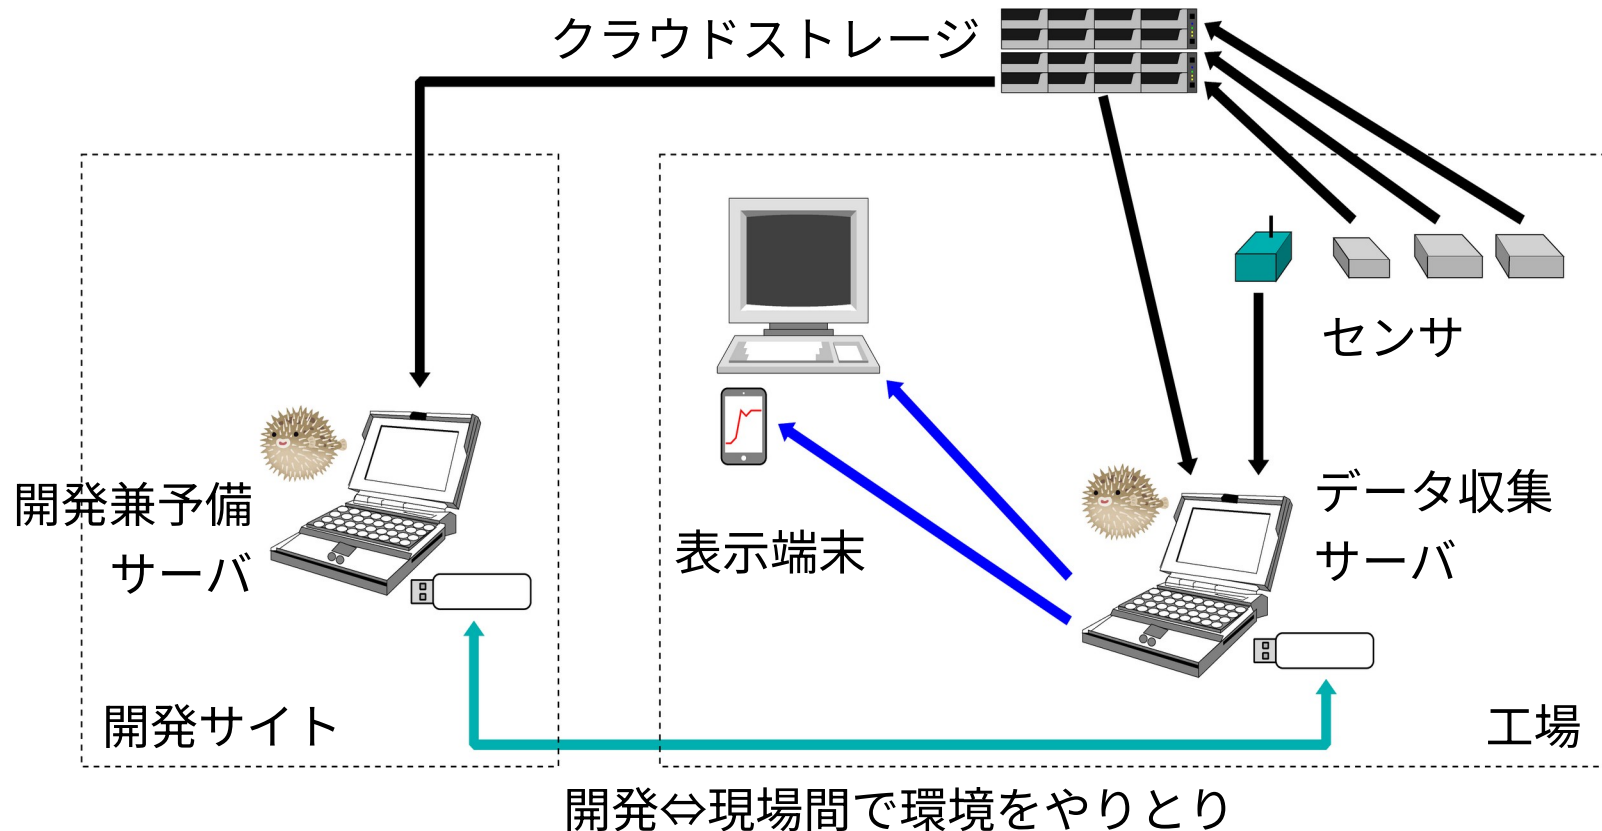 クラウドストレージ
センサ
データ収集
サーバ
開発兼予備
サーバ
表示端末
開発サイト
工場
開発⇔現場間で環境をやりとり